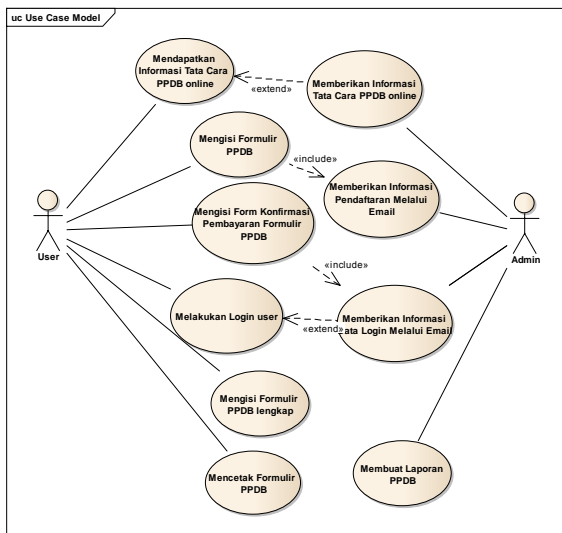 uc Use Case Model
Mendapatkan
Informasi Tata Cara
PPDB online
«extend»
Memberikan Informasi
Tata Cara PPDB online
Mengisi Formulir
PPDB
«include»
Memberikan Informasi
Pendaftaran Melalui
Email
Mengisi Form Konfirmasi
Pembayaran Formulir
PPDB
User
Admin
«include»
Melakukan Login user
«extend»
Memberikan Informasi
ata Login Melalui Email
Mengisi Formulir
PPDB lengkap
Mencetak Formulir
PPDB
Membuat Laporan
PPDB